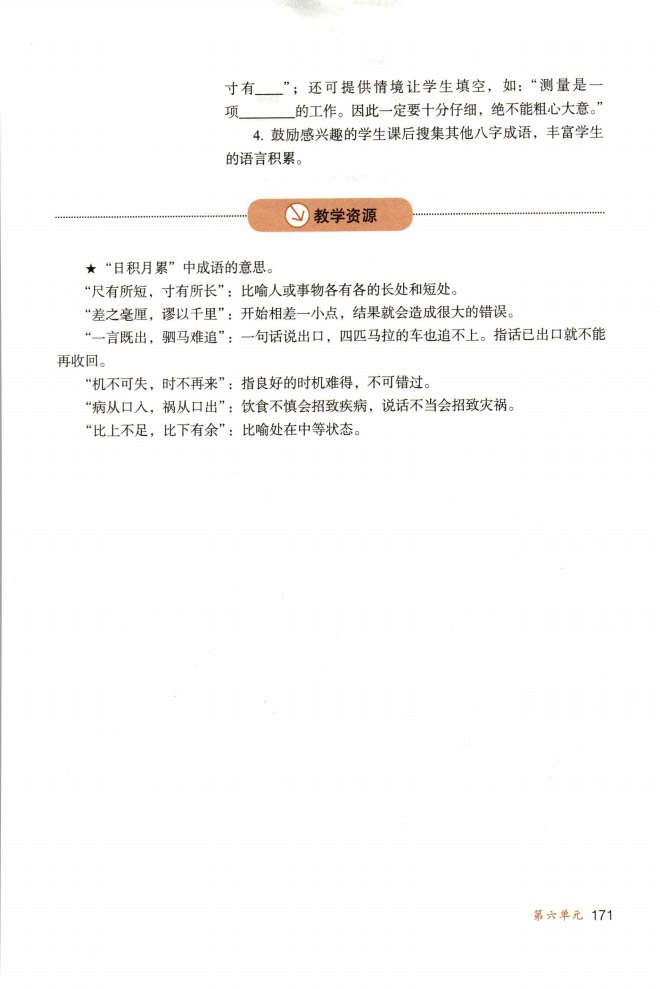 寸有____”；还可提供情境让学生填空，如：“测量是一
项________的工作。因此一定要十分仔细，绝不能粗心大意。”
4. 鼓励感兴趣的学生课后搜集其他八字成语，丰富学生
的语言积累。
教学资源
★ “日积月累”中成语的意思。
“尺有所短，寸有所长”：比喻人或事物各有各的长处和短处。
“差之毫厘，谬以千里”：开始相差一小点，结果就会造成很大的错误。
“一言既出，驷马难追”：一句话说出口，四匹马拉的车也追不上。指话已出口就不能
再收回。
“机不可失，时不再来”：指良好的时机难得，不可错过。
“病从口入，祸从口出”：饮食不慎会招致疾病，说话不当会招致灾祸。
“比上不足，比下有余”：比喻处在中等状态。
第六单元 171